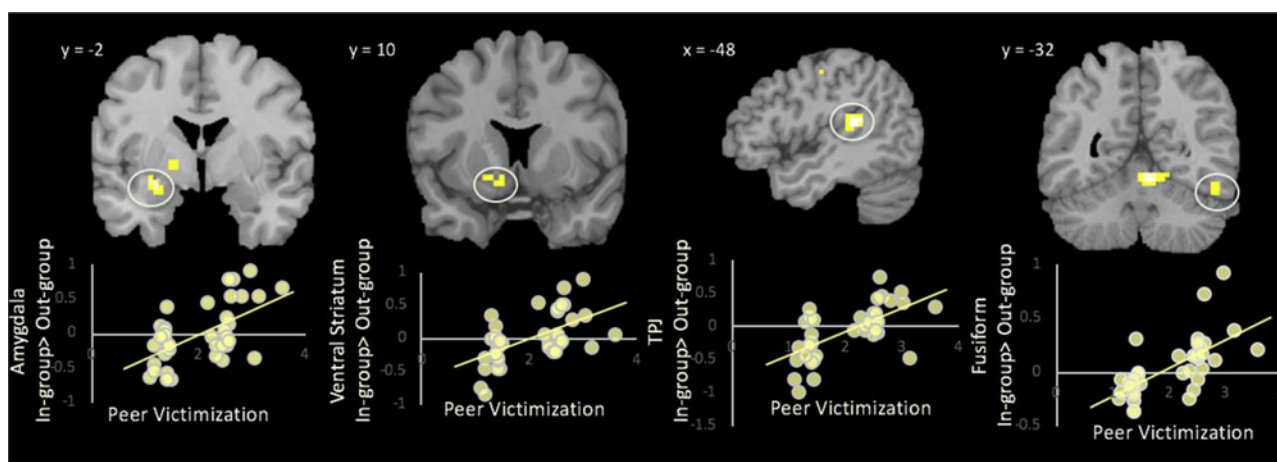 y = -2
y = 10
x = -48
y = -32
Amygdala
In-group> Out-group
1
0.5
0
-0.5
-1
0
2
4
Peer Victimization
Ventral Striatum
In-group> Out-group
1
0.5
0
-0.5
-1
0
2
4
Peer Victimization
TPJ
In-group> Out-group
1
0.5
0
-0.5
-1
-1.5
0
2
4
Peer Victimization
Fusiform
In-group> Out-group
1
0.5
0
-0.5
0
1
2
3
Peer Victimization